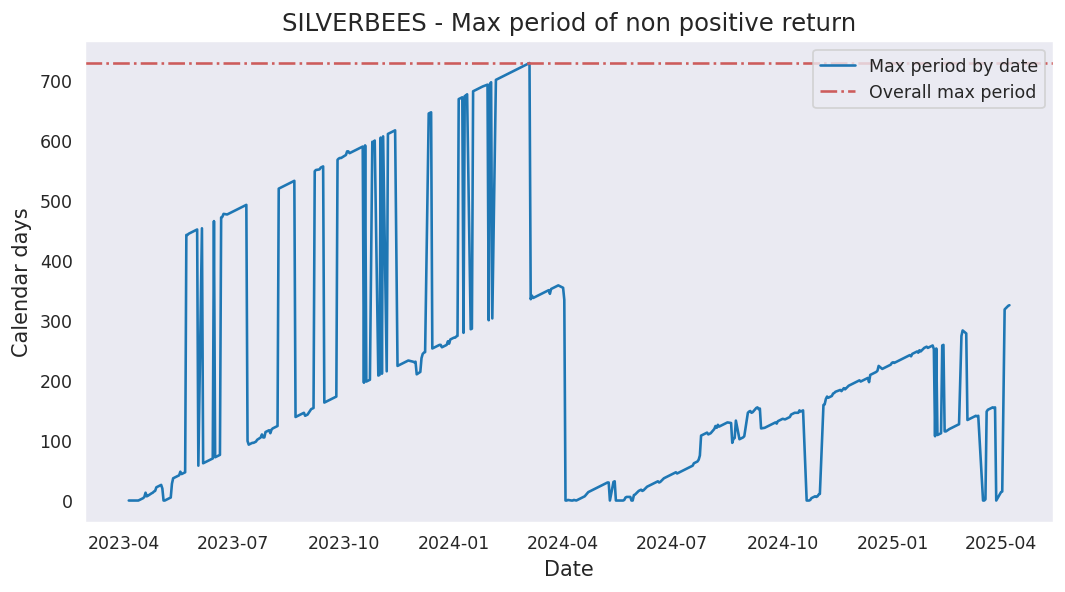 SILVERBEES - Max period of non positive return
Max period by date
Overall max period
Calendar days
700
600
500
400
300
200
100
0
2023-04 2023-07 2023-10 2024-01 2024-04 2024-07 2024-10 2025-01 2025-04
Date